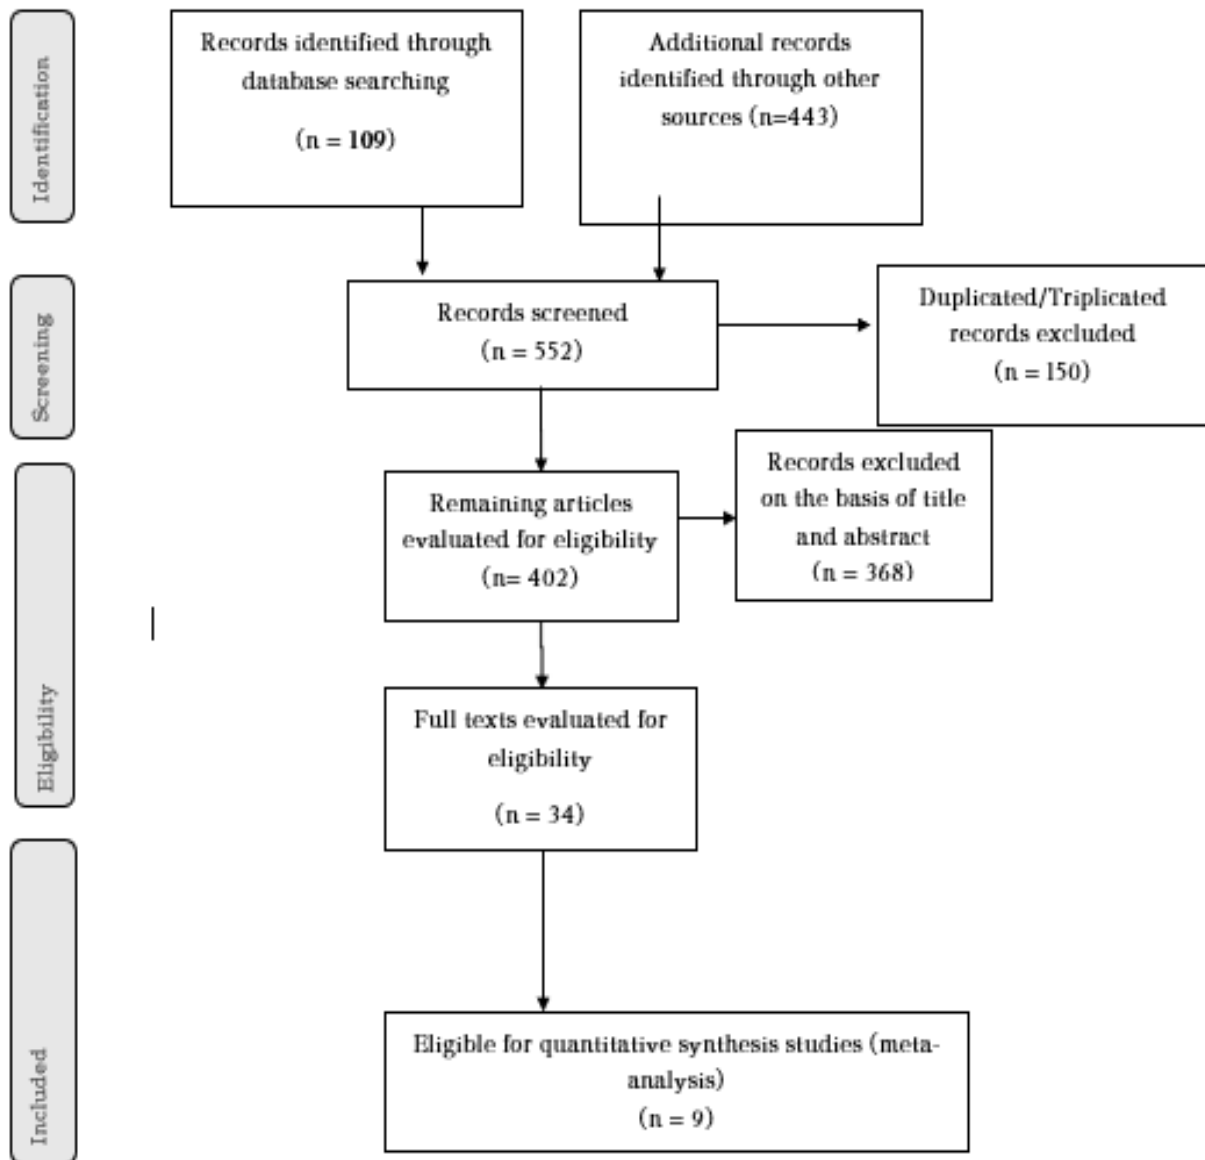 Identification
Records identified through
database searching
(n = 109)
Additional records
identified through other
sources (n=443)
Screening
Records screened
(n = 552)
Duplicated/Triplicated
records excluded
(n = 150)
Eligibility
Remaining articles
evaluated for eligibility
(n= 402)
Records excluded
on the basis of title
and abstract
(n = 368)
Full texts evaluated for
eligibility
(n = 34)
Included
Eligible for quantitative synthesis studies (meta-
analysis)
(n = 9)